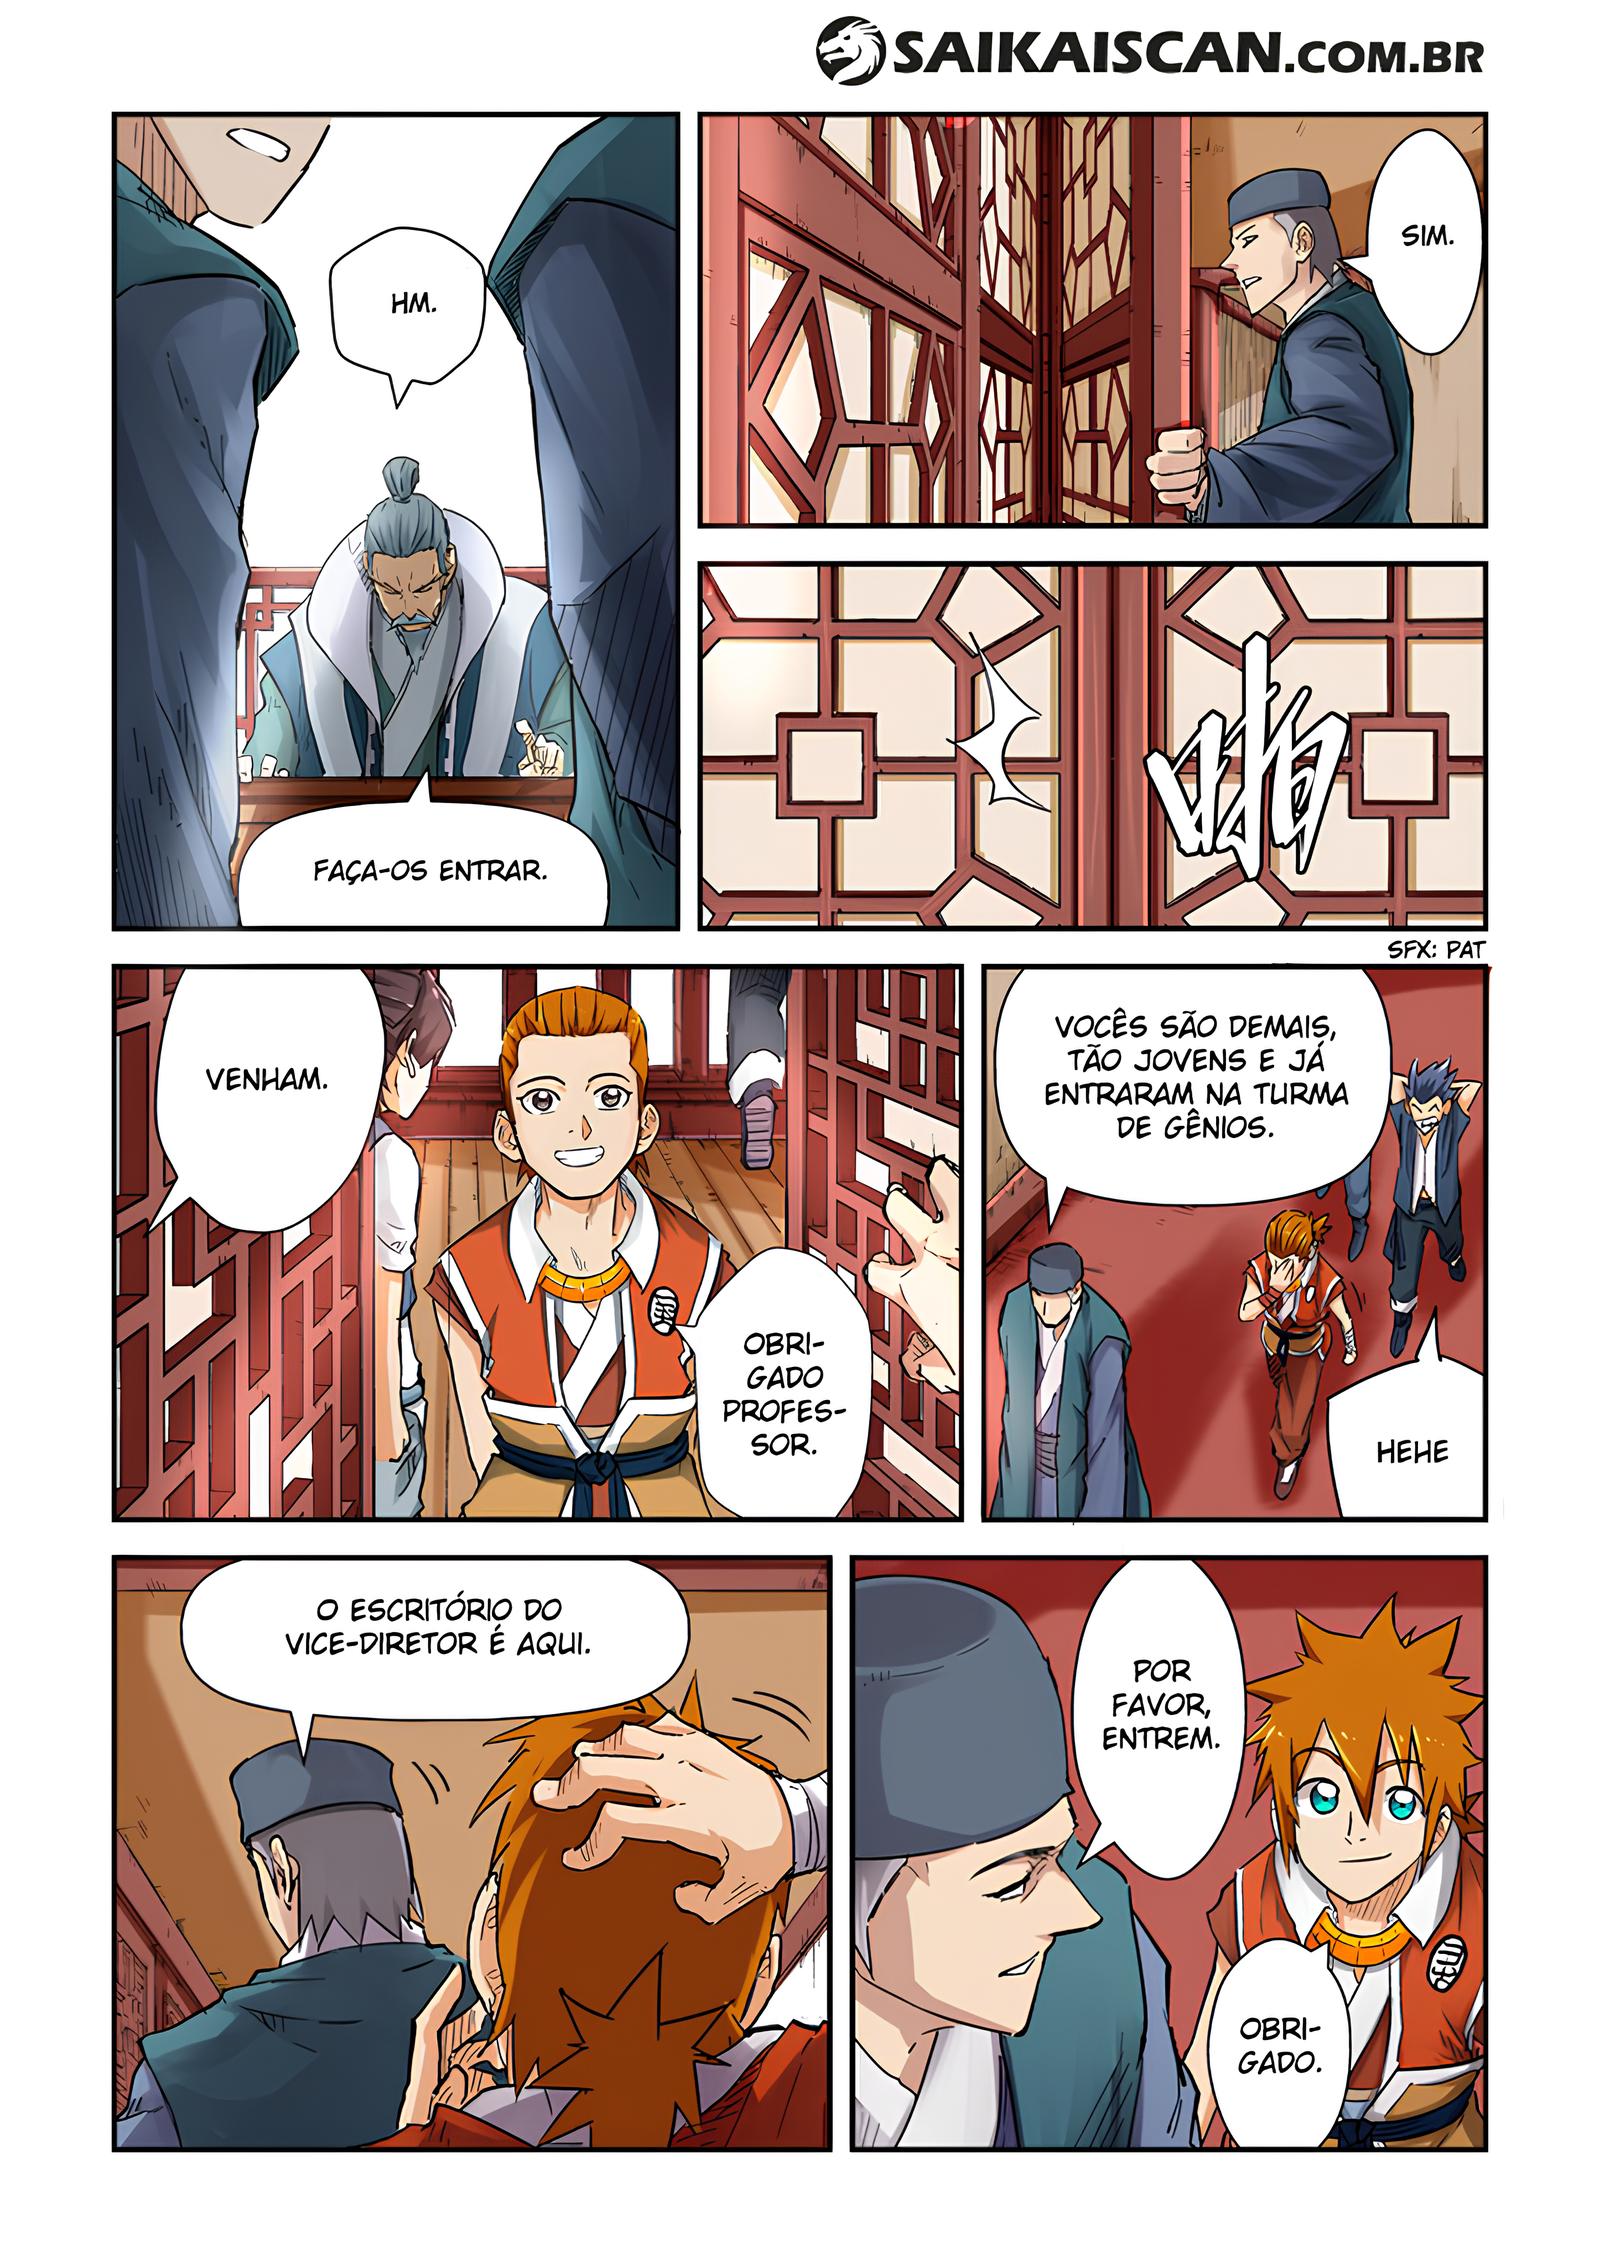 SAIKAISCAN.COM.BR
HM.
FAÇA-OS ENTRAR.
SIM.
啪
SFX: PAT
VENHAM.
OBRI-
GADO
PROFES-
SOR.
VOCÊS SÃO DEMAIS,
TÃO JOVENS E JÁ
ENTRARAM NA TURMA
DE GÊNIOS.
HEHE
O ESCRITÓRIO DO
VICE-DIRETOR É AQUI.
POR
FAVOR,
ENTREM.
OBRI-
GADO.